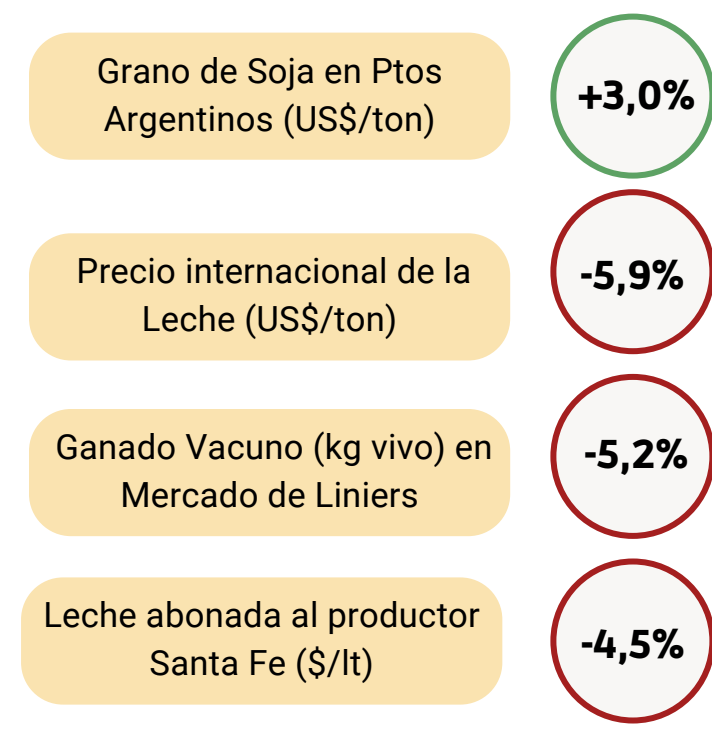 Grano de Soja en Ptos
Argentinos (US$/ton)
+3,0%
Precio internacional de la
Leche (US$/ton)
-5,9%
Ganado Vacuno (kg vivo) en
Mercado de Liniers
-5,2%
Leche abonada al productor
Santa Fe ($/lt)
-4,5%